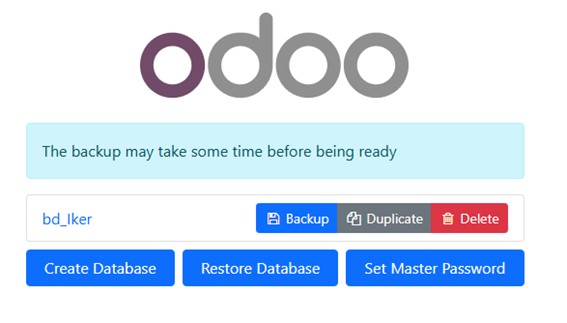 odoo
The backup may take some time before being ready
bd_Iker Backup Duplicate Delete
Create Database Restore Database Set Master Password